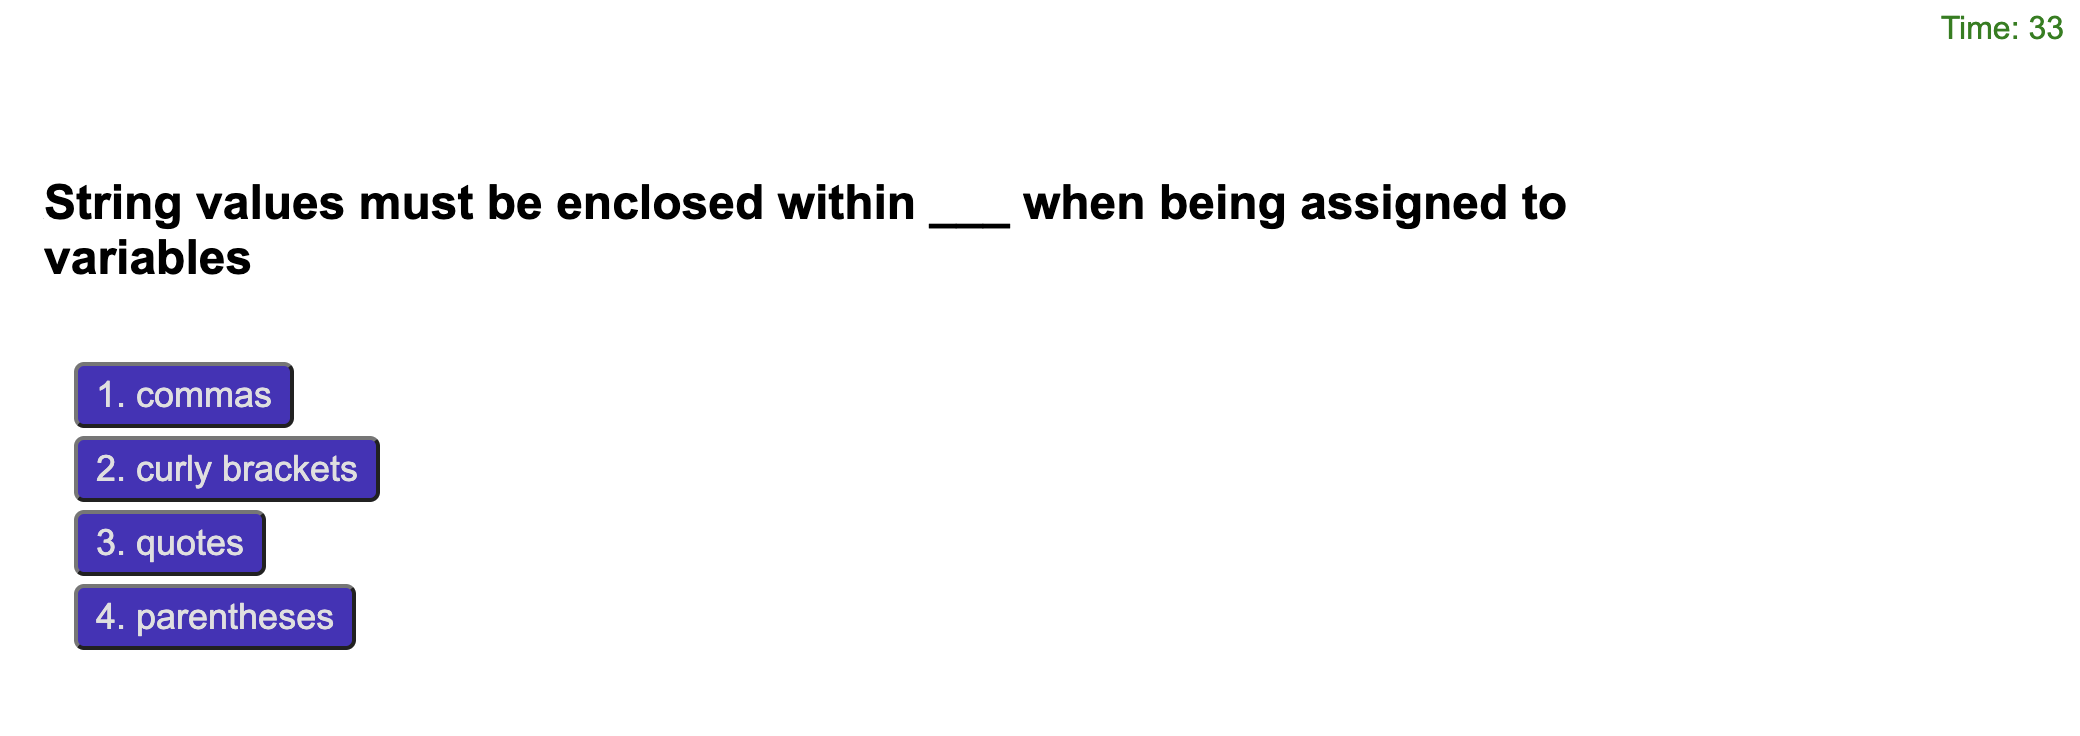 Time: 33
String values must be enclosed within ___ when being assigned to
variables
1. commas
2. curly brackets
3. quotes
4. parentheses